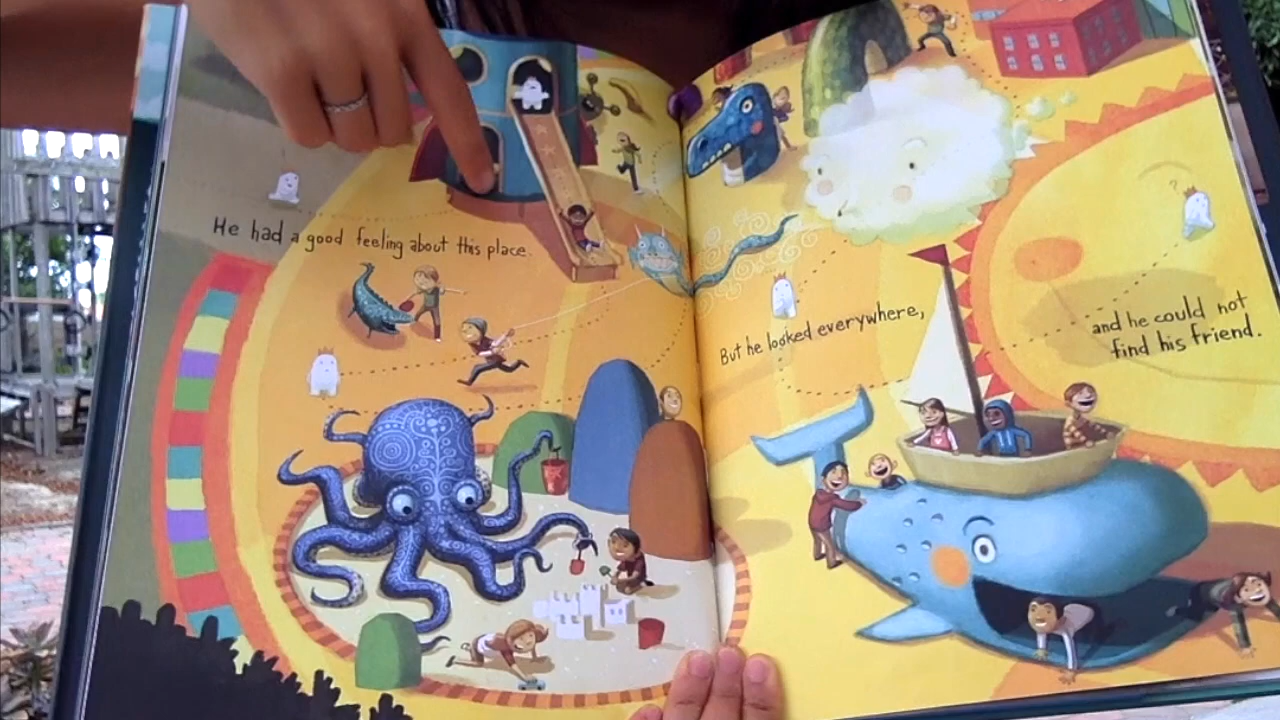 He had a good feeling about this place.
But he looked everywhere,
and he could not
find his friend.